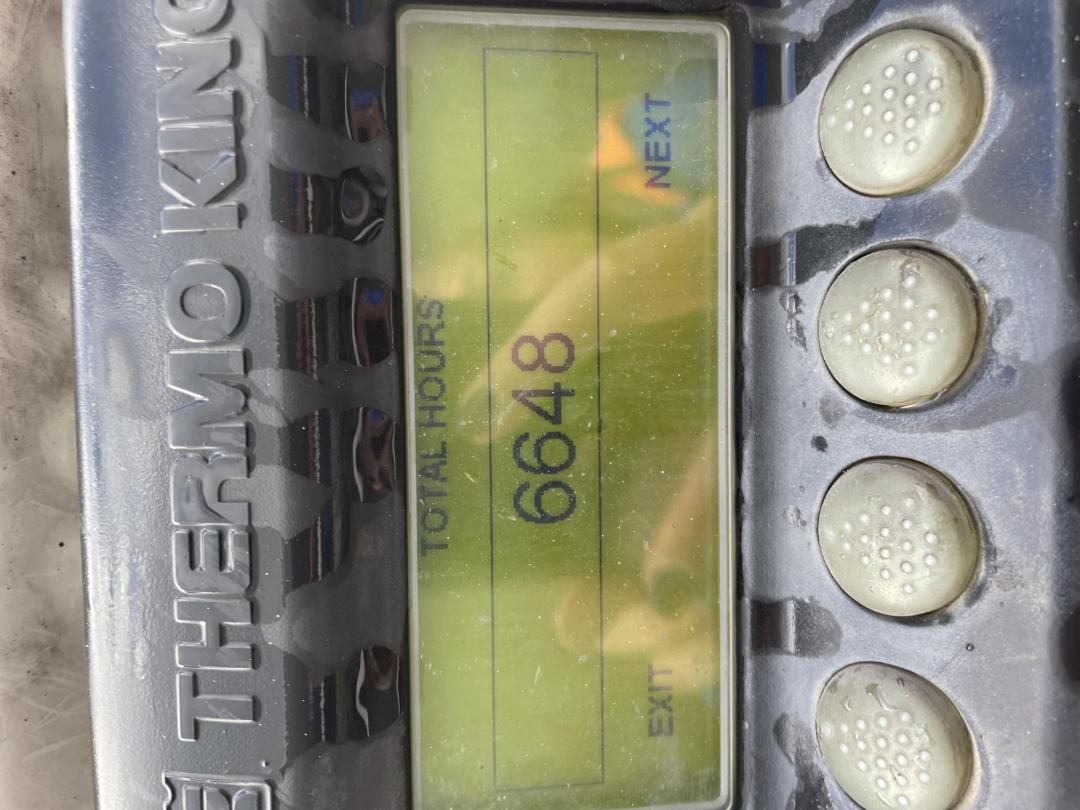 THERMO KING
TOTAL HOURS
6648
EXIT NEXT